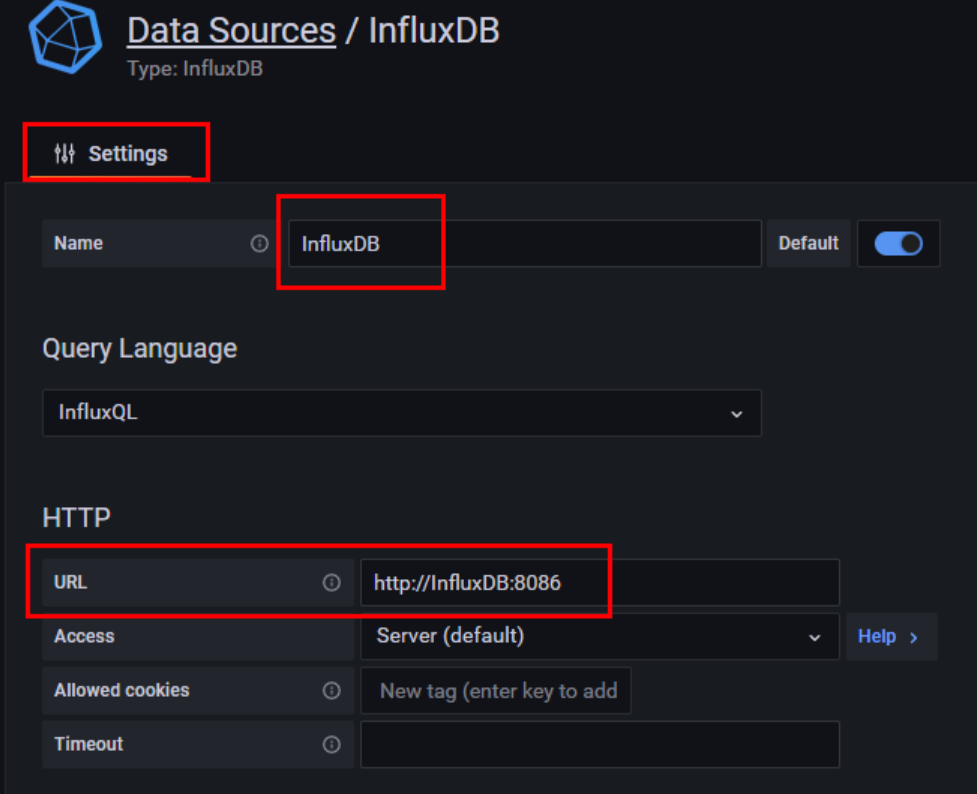 Data Sources / InfluxDB
Type: InfluxDB
Settings
Name InfluxDB Default
Query Language
InfluxQL
HTTP
URL http://InfluxDB:8086
Access Server (default) Help >
Allowed cookies New tag (enter key to add
Timeout